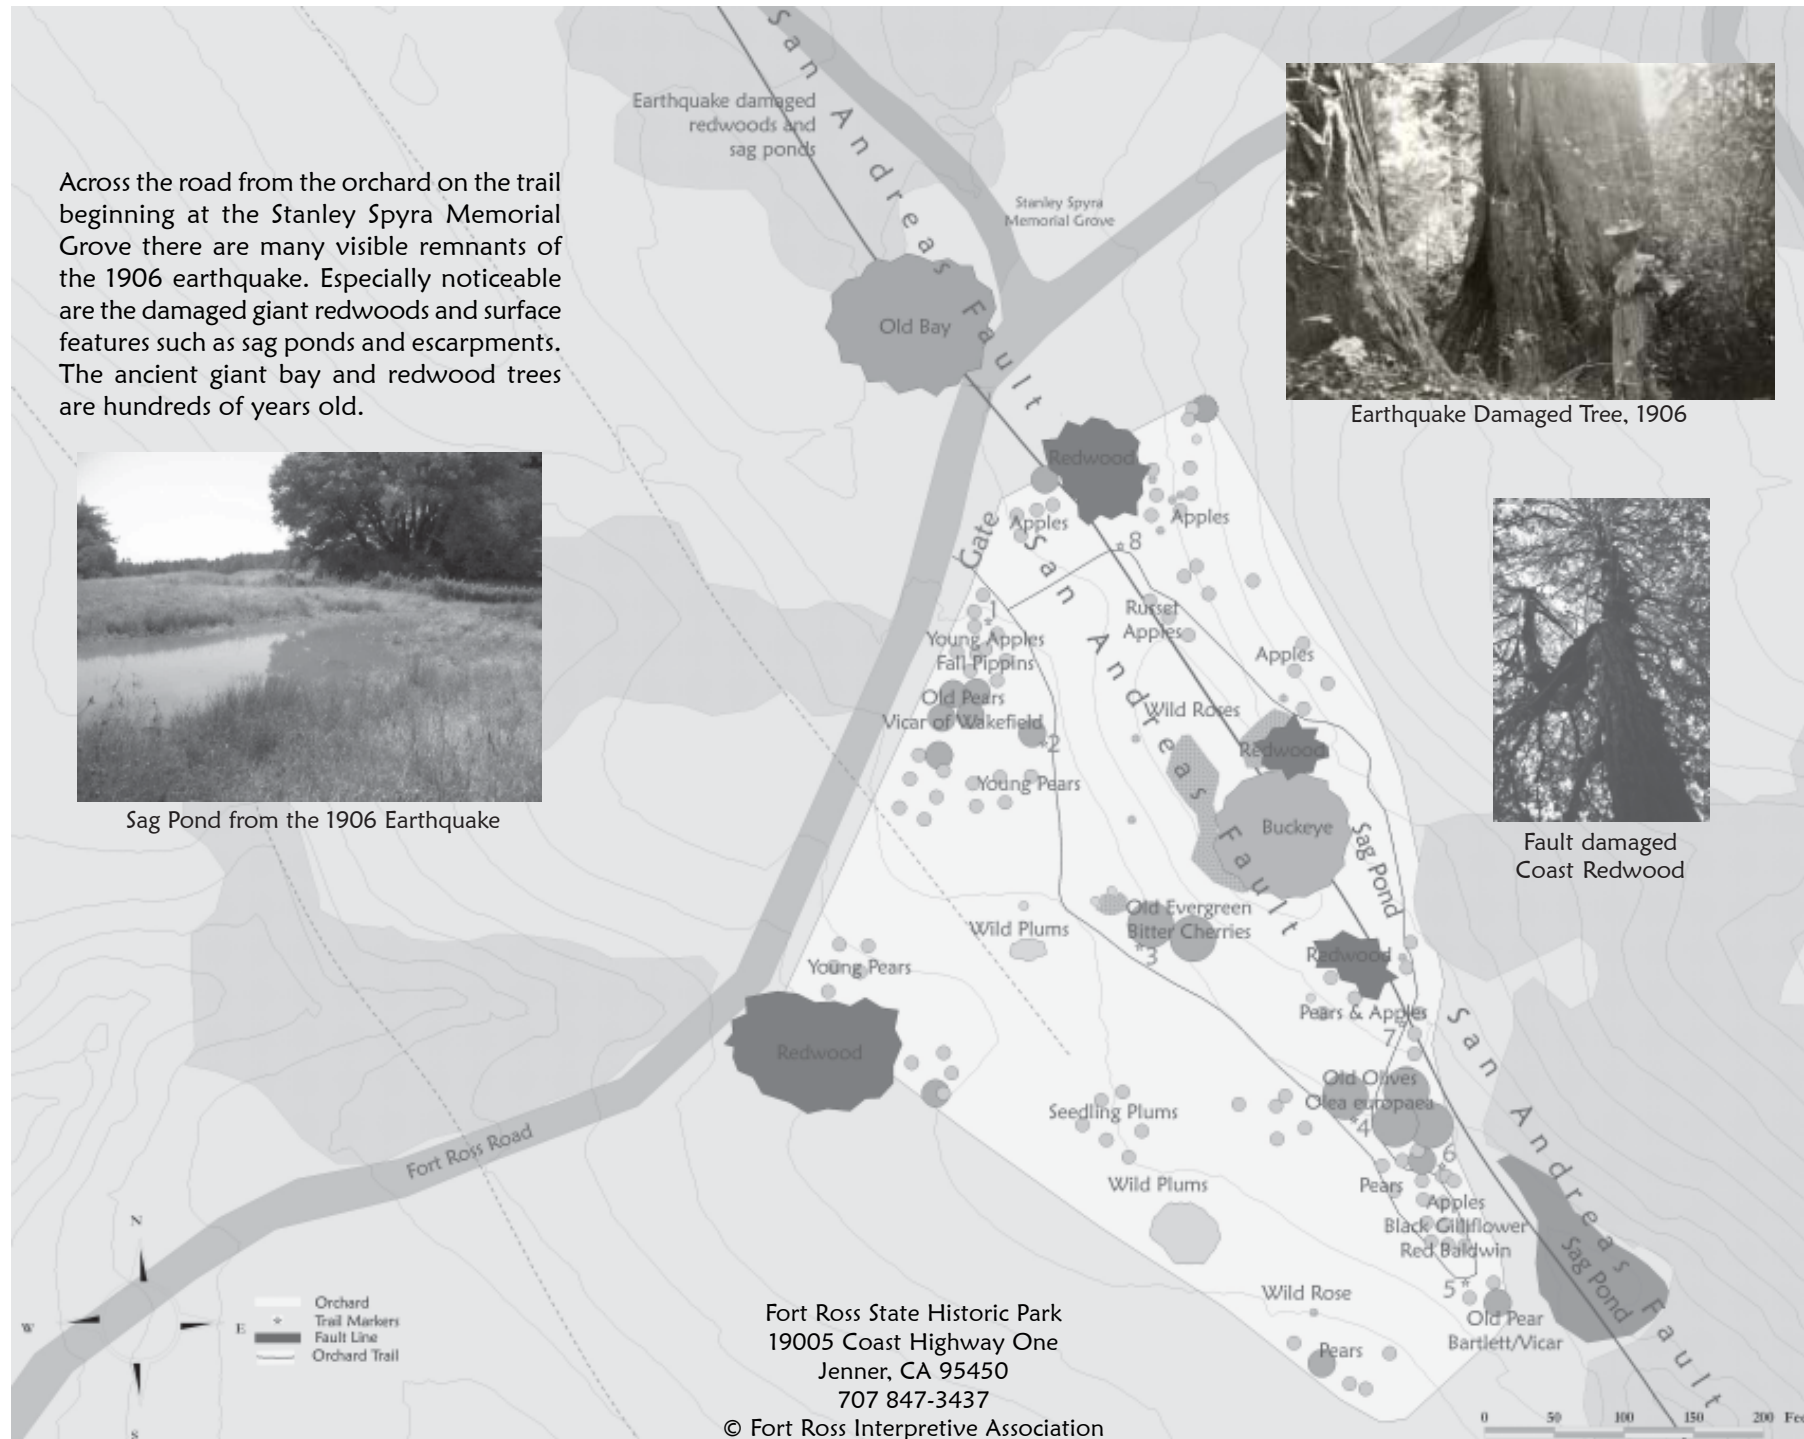 San Andreas Fault
Earthquake damaged
redwoods and
sag ponds
Stanley Spyra
Memorial Grove
Across the road from the orchard on the trail
beginning at the Stanley Spyra Memorial
Grove there are many visible remnants of
the 1906 earthquake. Especially noticeable
are the damaged giant redwoods and surface
features such as sag ponds and escarpments.
The ancient giant bay and redwood trees
are hundreds of years old.
Old Bay
Earthquake Damaged Tree, 1906
Redwood
Apples
Apples
Gate
8
San Andreas Fault
1
Russet
Apples
Young Apples
Fall Pippins
Apples
Old Pears
Vicar of Wakefield
2
Wild Roses
Redwood
Young Pears
Buckeye
Sag Pond
Sag Pond from the 1906 Earthquake
Fault damaged
Coast Redwood
Old Evergreen
Bitter Cherries
3
Wild Plums
Redwood
Young Pears
Pears & Apples
7
San Andreas Fault
Redwood
Old Olives
Olea europaea
4
Seedling Plums
6
Fort Ross Road
Wild Plums
Pears
Apples
Black Gilliflower
Red Baldwin
Sag Pond
5
Wild Rose
Old Pear
Bartlett/Vicar
Pears
N
W
E
S
Orchard
Trail Markers
Fault Line
Orchard Trail
Fort Ross State Historic Park
19005 Coast Highway One
Jenner, CA 95450
707 847-3437
© Fort Ross Interpretive Association
0 50 100 150 200 Fee